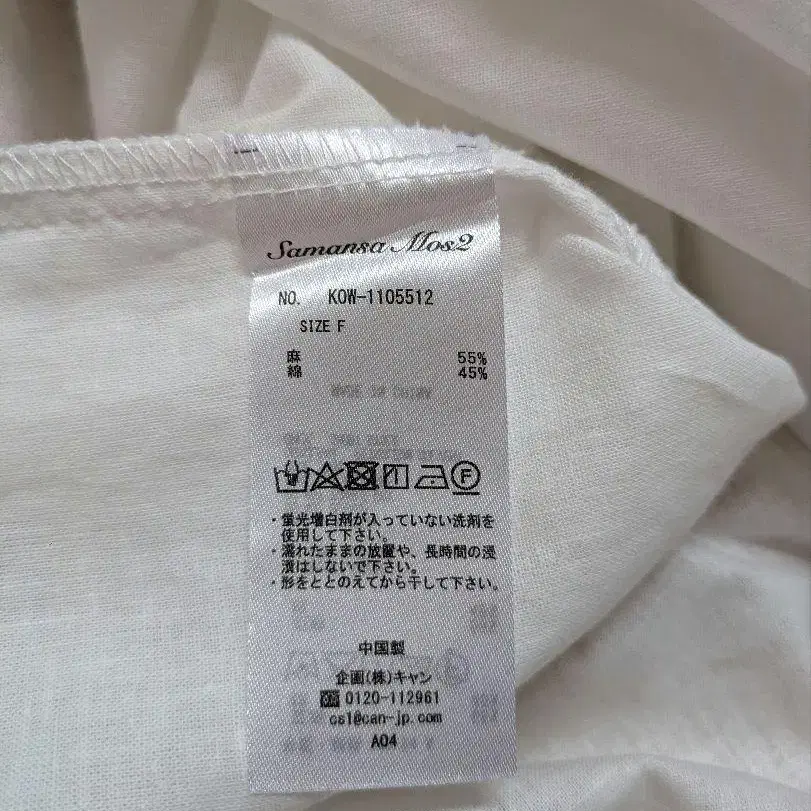 Samansa Mos2
NO. KOW-1105512
SIZE F
麻 55%
綿 45%
F
・蛍光増白剤が入っていない洗剤を
使用して下さい。
・濡れたままの放置や、長時間の浸
漬はしないで下さい。
・形をととのえてから干して下さい。
中国製
企画(株)キャン
0120-112961
cs1@can-jp.com
A04